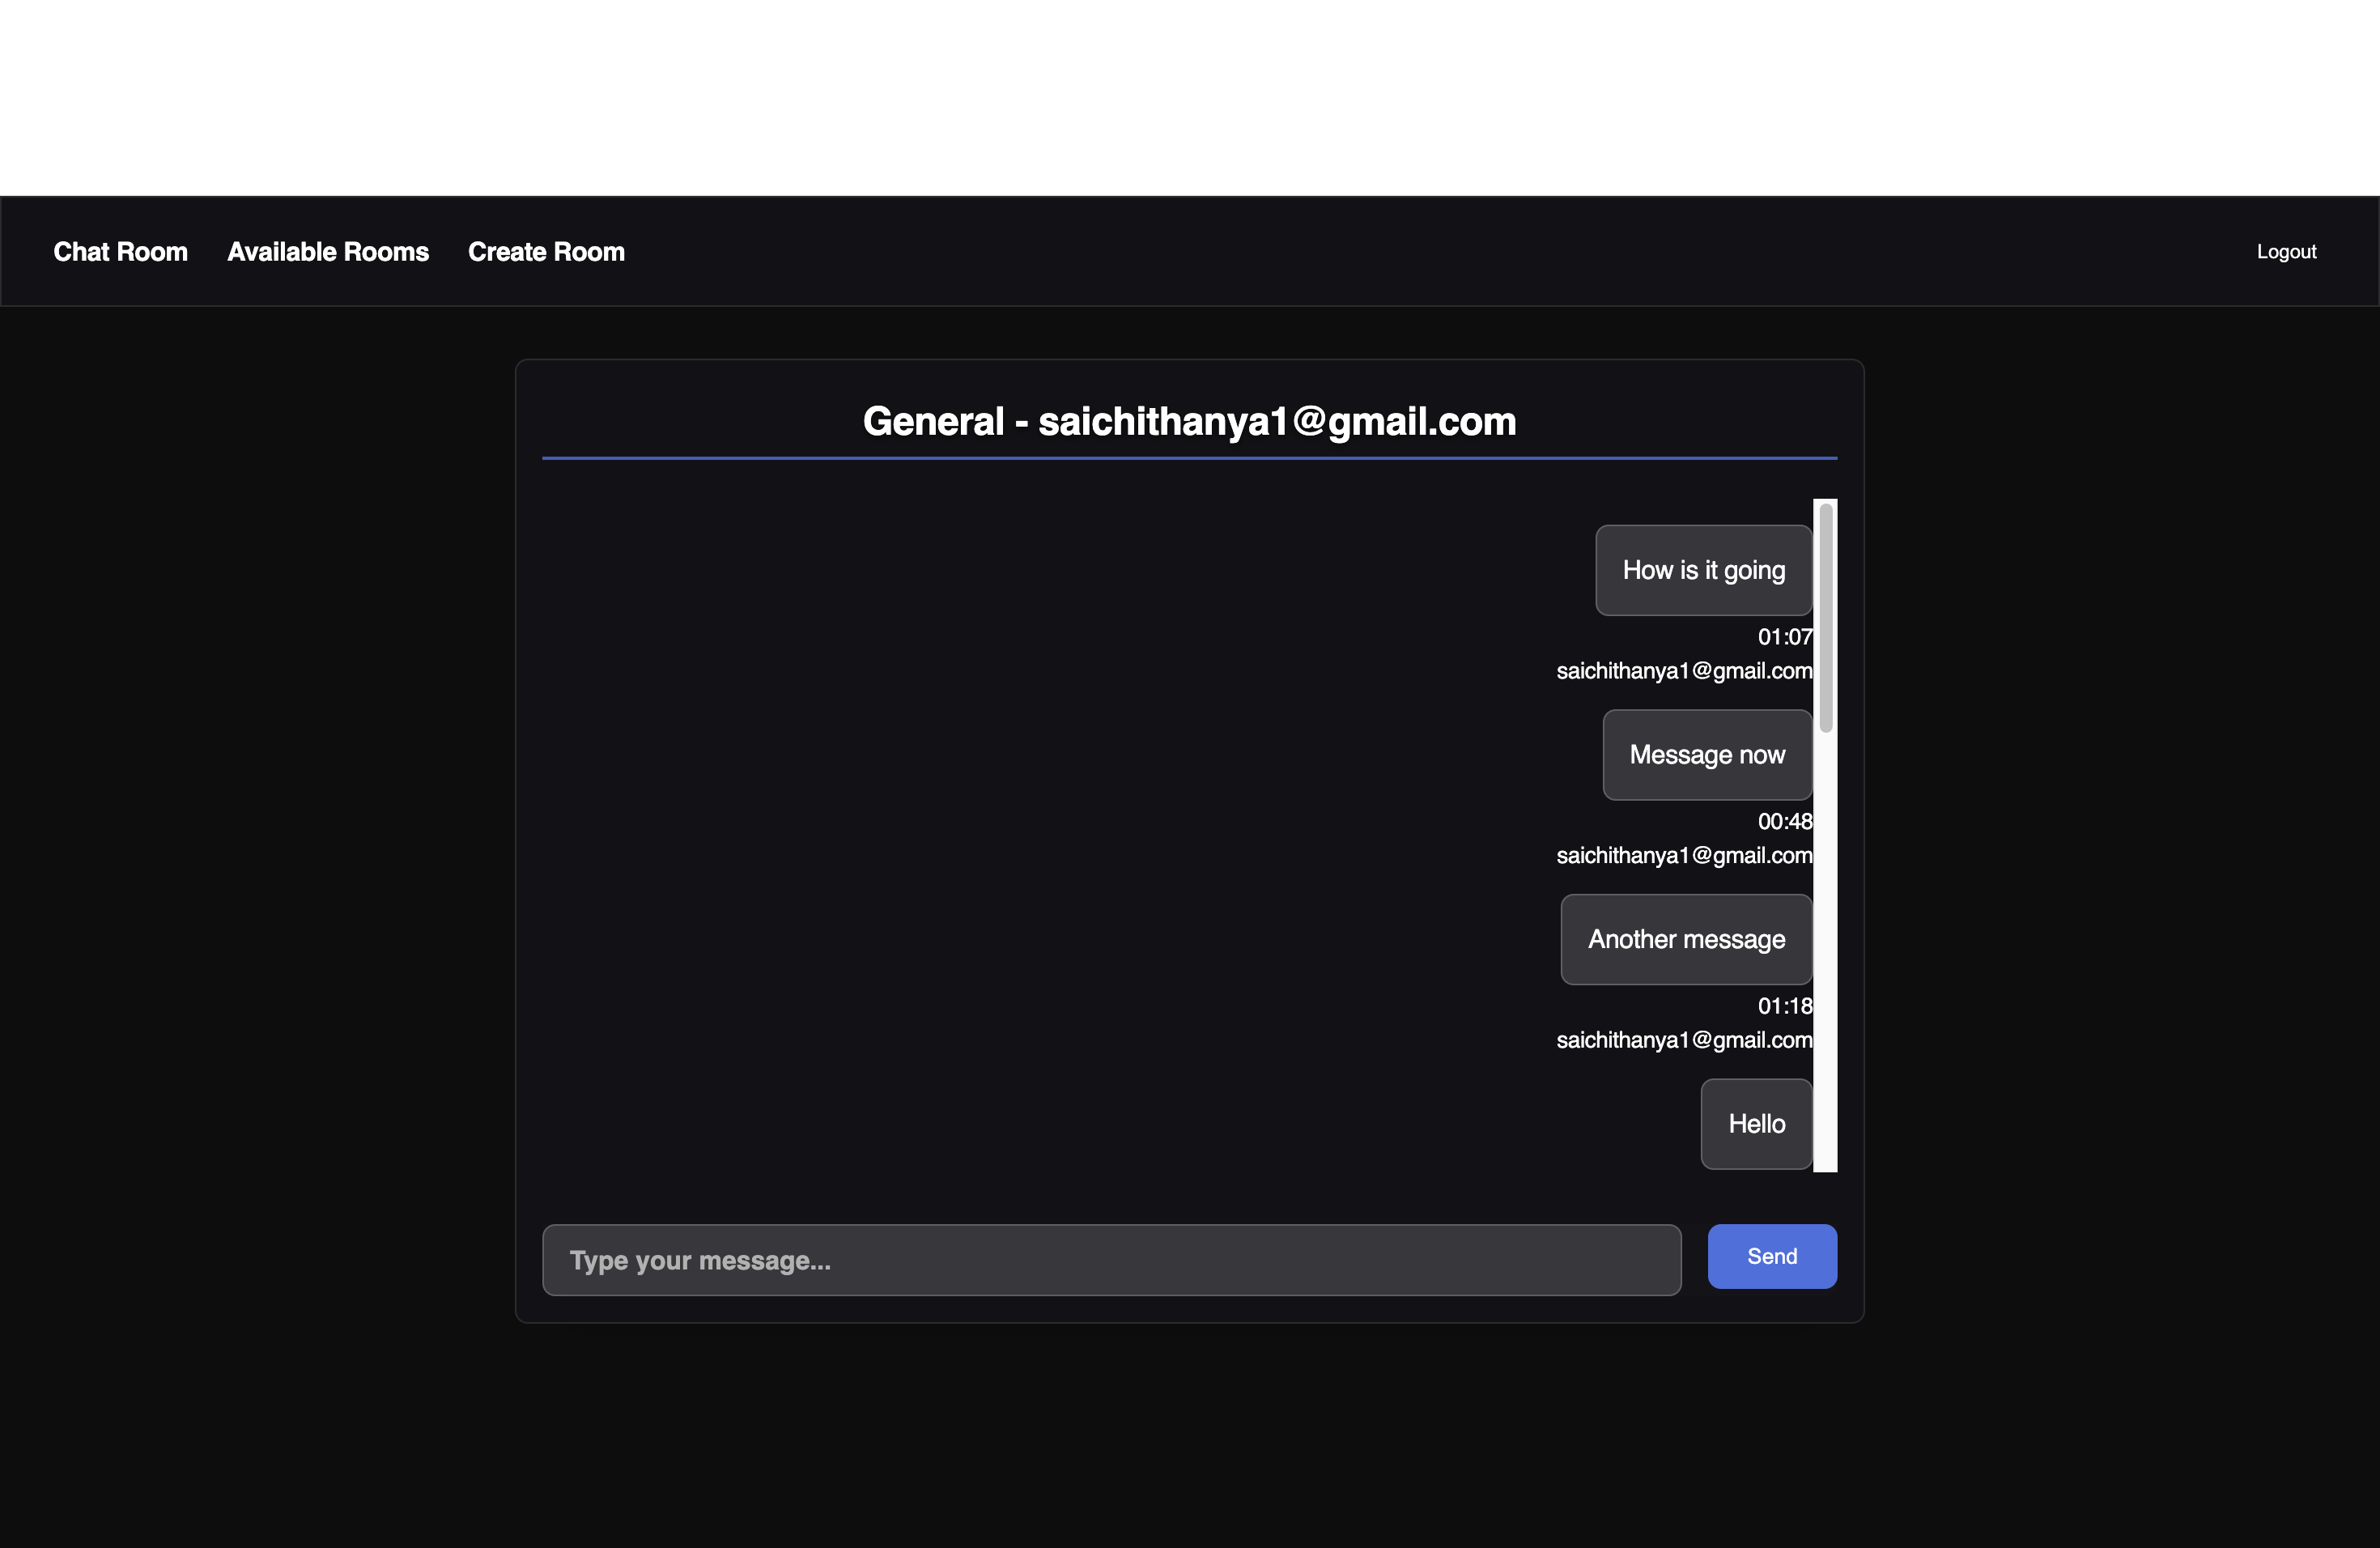 Chat Room Available Rooms Create Room Logout
General - saichithanya1@gmail.com
How is it going
01:07
saichithanya1@gmail.com
Message now
00:48
saichithanya1@gmail.com
Another message
01:18
saichithanya1@gmail.com
Hello
Type your message...
Send